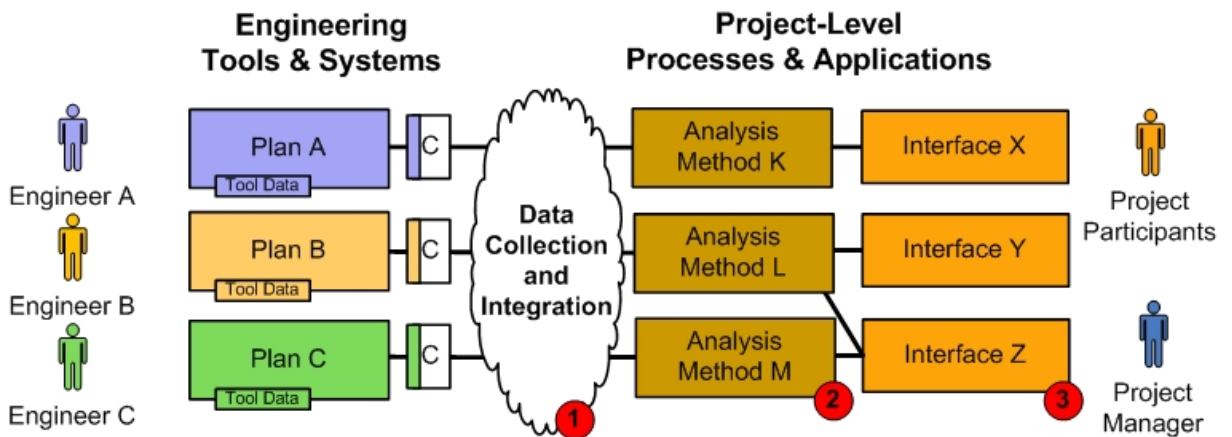 Engineering
Tools & Systems
Project-Level
Processes & Applications
Engineer A
Plan A
Tool Data
C
Analysis
Method K
Interface X
Project
Participants
Engineer B
Plan B
Tool Data
C
Data
Collection
and
Integration
Analysis
Method L
Interface Y
Engineer C
Plan C
Tool Data
C
1
Analysis
Method M
2
Interface Z
3
Project
Manager